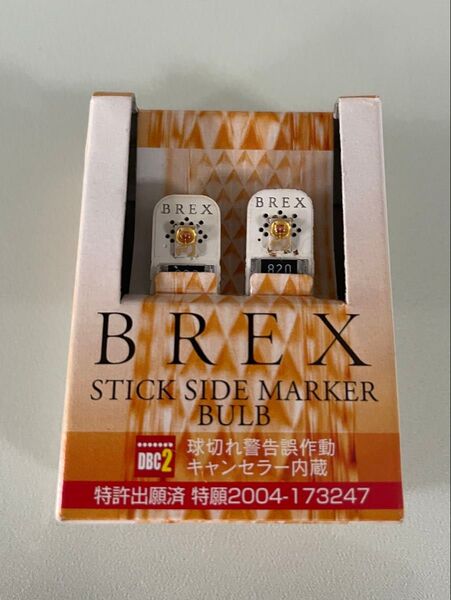 BREX
BREX
820
BREX
STICK SIDE MARKER
BULB
DBC2
球切れ警告誤作動
キャンセラー内蔵
特許出願済 特願2004-173247